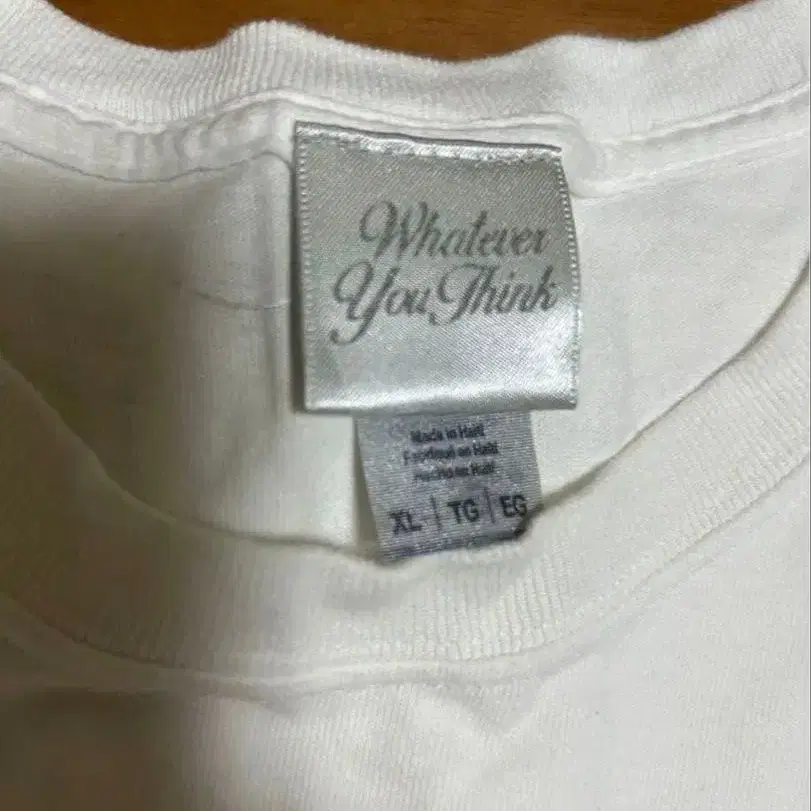 Whatever
You Think
Made in Haiti
Fabriqué en Haïti
Hecho en Haití
XL | TG | EG